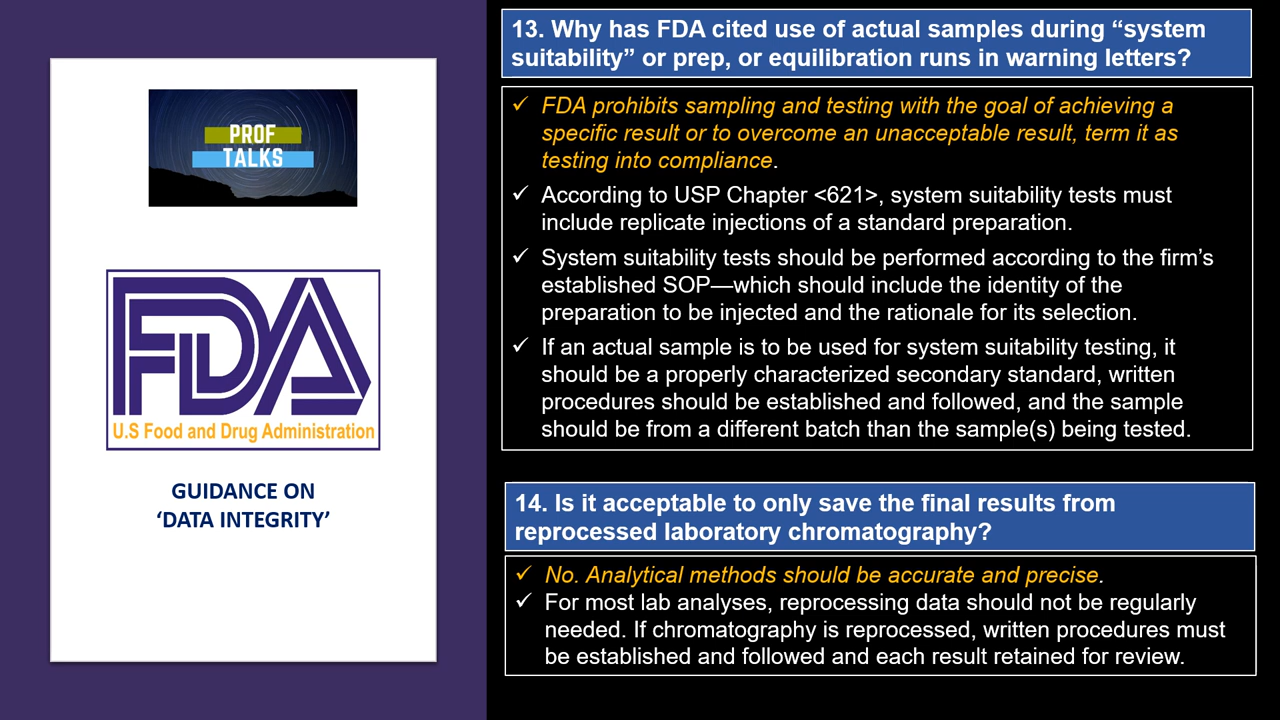 PROF
TALKS
FDA
U.S Food and Drug Administration
GUIDANCE ON
‘DATA INTEGRITY’
13. Why has FDA cited use of actual samples during “system
suitability” or prep, or equilibration runs in warning letters?
✓ FDA prohibits sampling and testing with the goal of achieving a
specific result or to overcome an unacceptable result, term it as
testing into compliance.
✓ According to USP Chapter <621>, system suitability tests must
include replicate injections of a standard preparation.
✓ System suitability tests should be performed according to the firm’s
established SOP—which should include the identity of the
preparation to be injected and the rationale for its selection.
✓ If an actual sample is to be used for system suitability testing, it
should be a properly characterized secondary standard, written
procedures should be established and followed, and the sample
should be from a different batch than the sample(s) being tested.
14. Is it acceptable to only save the final results from
reprocessed laboratory chromatography?
✓ No. Analytical methods should be accurate and precise.
✓ For most lab analyses, reprocessing data should not be regularly
needed. If chromatography is reprocessed, written procedures must
be established and followed and each result retained for review.